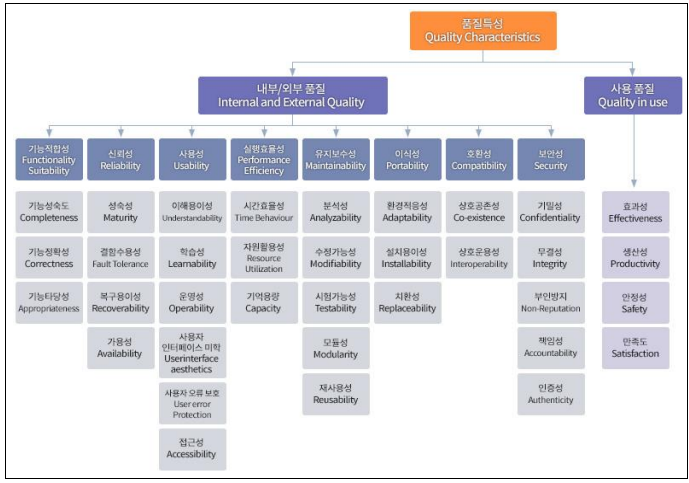 품질특성
Quality Characteristics
내부/외부 품질
Internal and External Quality
사용 품질
Quality in use
기능적합성
Functionality
Suitability
신뢰성
Reliability
사용성
Usability
실행효율성
Performance
Efficiency
유지보수성
Maintainability
이식성
Portability
호환성
Compatibility
보안성
Security
기능성숙도
Completeness
기능정확성
Correctness
기능타당성
Appropriateness
성숙성
Maturity
결함수용성
Fault Tolerance
복구용이성
Recoverability
가용성
Availability
이해용이성
Understandability
학습성
Learnability
운영성
Operability
사용자
인터페이스 미학
Userinterface
aesthetics
사용자 오류 보호
User error
Protection
접근성
Accessibility
시간효율성
Time Behaviour
자원활용성
Resource
Utilization
기억용량
Capacity
분석성
Analyzability
수정가능성
Modifiability
시험가능성
Testability
모듈성
Modularity
재사용성
Reusability
환경적응성
Adaptability
설치용이성
Installability
치환성
Replaceability
상호공존성
Co-existence
상호운용성
Interoperability
기밀성
Confidentiality
무결성
Integrity
부인방지
Non-Reputation
책임성
Accountability
인증성
Authenticity
효과성
Effectiveness
생산성
Productivity
안정성
Safety
만족도
Satisfaction